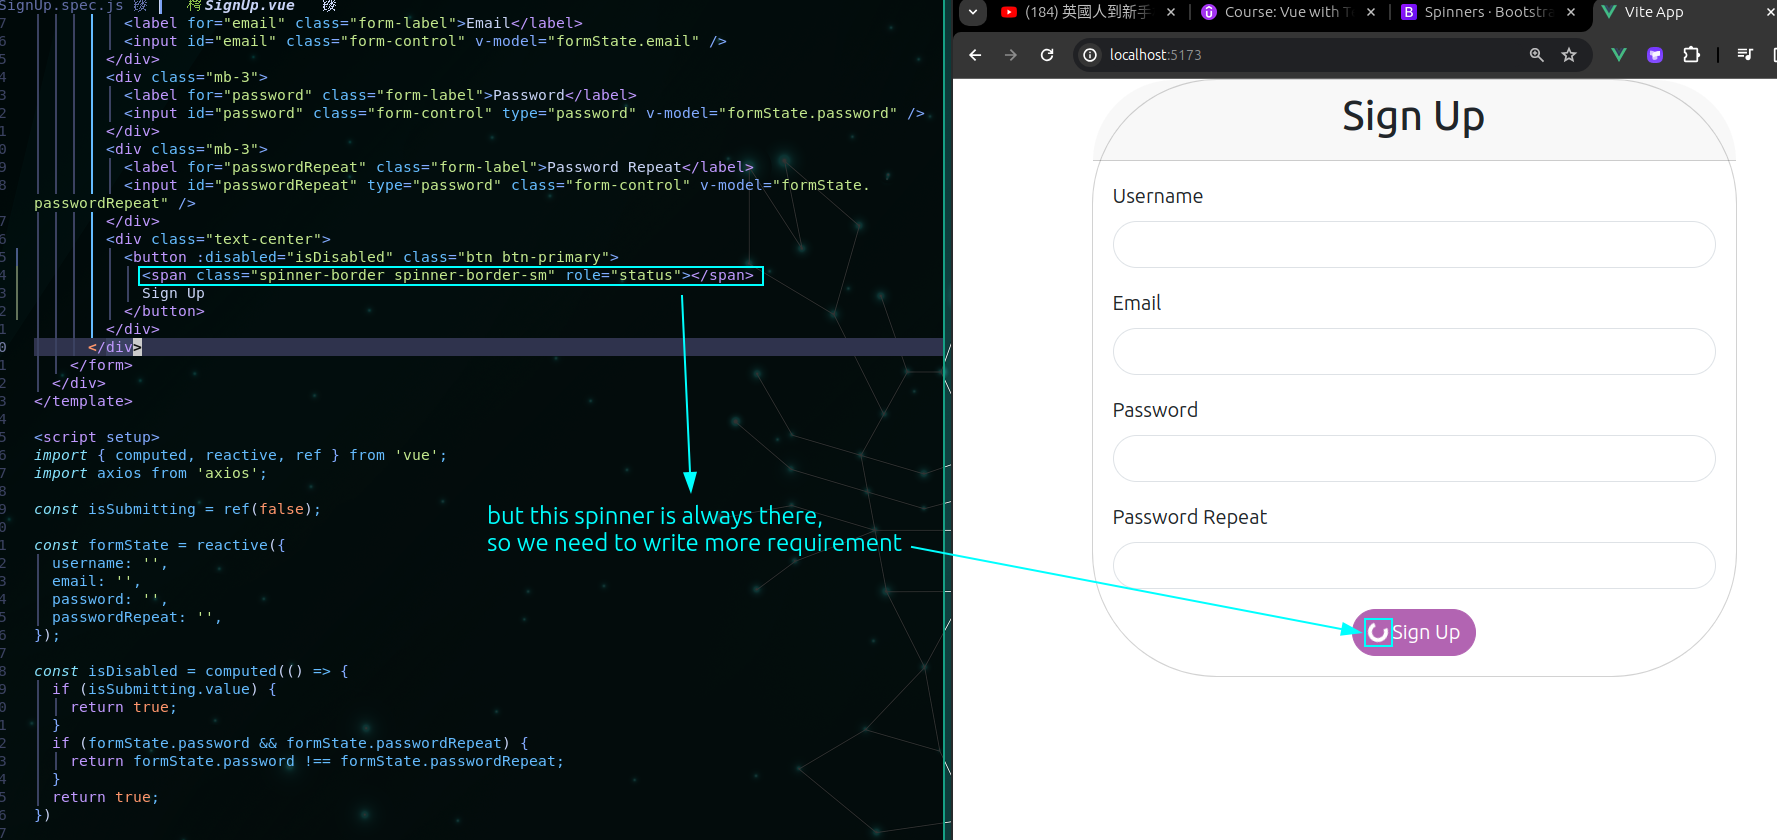 SignUp.spec.js
SignUp.vue
7 <label for="email" class="form-label">Email</label>
6 <input id="email" class="form-control" v-model="formState.email" />
5 </div>
4 <div class="mb-3">
3 <label for="password" class="form-label">Password</label>
2 <input id="password" class="form-control" type="password" v-model="formState.password" />
1 </div>
0 <div class="mb-3">
9 <label for="passwordRepeat" class="form-label">Password Repeat</label>
8 <input id="passwordRepeat" type="password" class="form-control" v-model="formState.
passwordRepeat" />
7 </div>
6 <div class="text-center">
5 <button :disabled="isDisabled" class="btn btn-primary">
4 <span class="spinner-border spinner-border-sm" role="status"></span>
3 Sign Up
2 </button>
1 </div>
0 </div>
1 </form>
2 </div>
3 </template>
4
5 <script setup>
6 import { computed, reactive, ref } from 'vue';
7 import axios from 'axios';
8
9 const isSubmitting = ref(false);
0
1 const formState = reactive({
2 username: '',
3 email: '',
4 password: '',
5 passwordRepeat: '',
6 });
7
8 const isDisabled = computed(() => {
9 if (isSubmitting.value) {
0 return true;
1 }
2 if (formState.password && formState.passwordRepeat) {
3 return formState.password !== formState.passwordRepeat;
4 }
5 return true;
6 })
7
but this spinner is always there,
so we need to write more requirement
(184) 英國人到新手
Course: Vue with T
Spinners · Bootstra
Vite App
localhost:5173
Sign Up
Username
Email
Password
Password Repeat
Sign Up